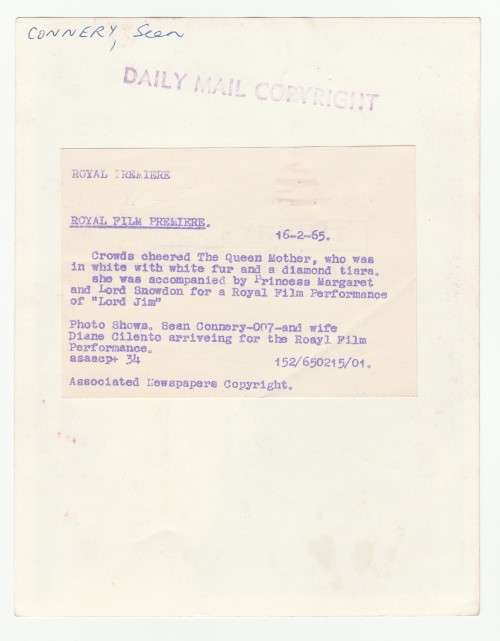 CONNERY, Sean
DAILY MAIL COPYRIGHT
ROYAL PREMIERE
ROYAL FILM PREMIERE.
16-2-65.
Crowds cheered The Queen Mother, who was
in white with white fur and a diamond tiara.
she was accompanied by Princess Margaret
and Lord Snowdon for a Royal Film Performance
of "Lord Jim"
Photo Shows. Sean Connery-007-and wife
Diane Cilento arriveing for the Roayl Film
Performance.
asaecp+ 34 152/650215/01.
Associated Newspapers Copyright.